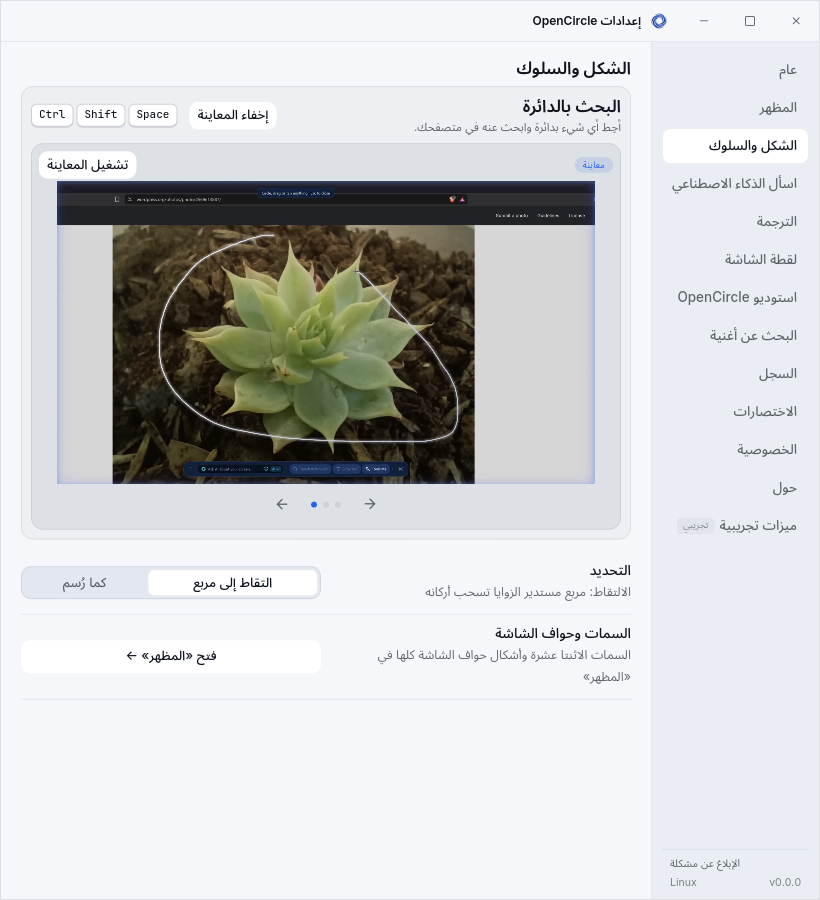 إعدادات OpenCircle
عام
المظهر
الشكل والسلوك
اسأل الذكاء الاصطناعي
الترجمة
لقطة الشاشة
استوديو OpenCircle
البحث عن أغنية
السجل
الاختصارات
الخصوصية
حول
ميزات تجريبية تجريبي
الإبلاغ عن مشكلة
Linux v0.0.0
الشكل والسلوك
البحث بالدائرة
أحِط أي شيء بدائرة وابحث عنه في متصفحك.
إخفاء المعاينة
Ctrl Shift Space
معاينة
تشغيل المعاينة
Submit a photo Guidelines License
التحديد
الالتقاط: مربع مستدير الزوايا تسحب أركانه
التقاط إلى مربع
كما رُسم
السمات وحواف الشاشة
السمات الاثنتا عشرة وأشكال حواف الشاشة كلها في
«المظهر»
فتح «المظهر» ←